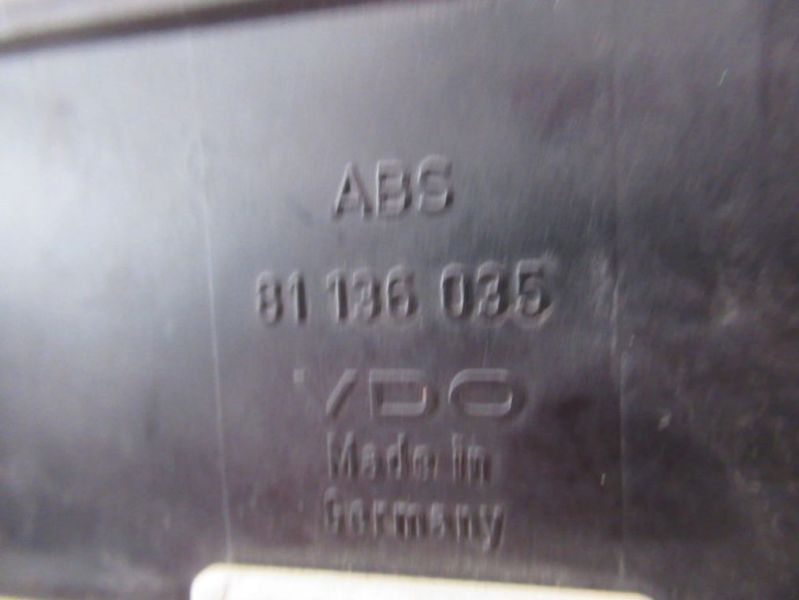 ABS
81 136 035
VDO
Made in
Germany